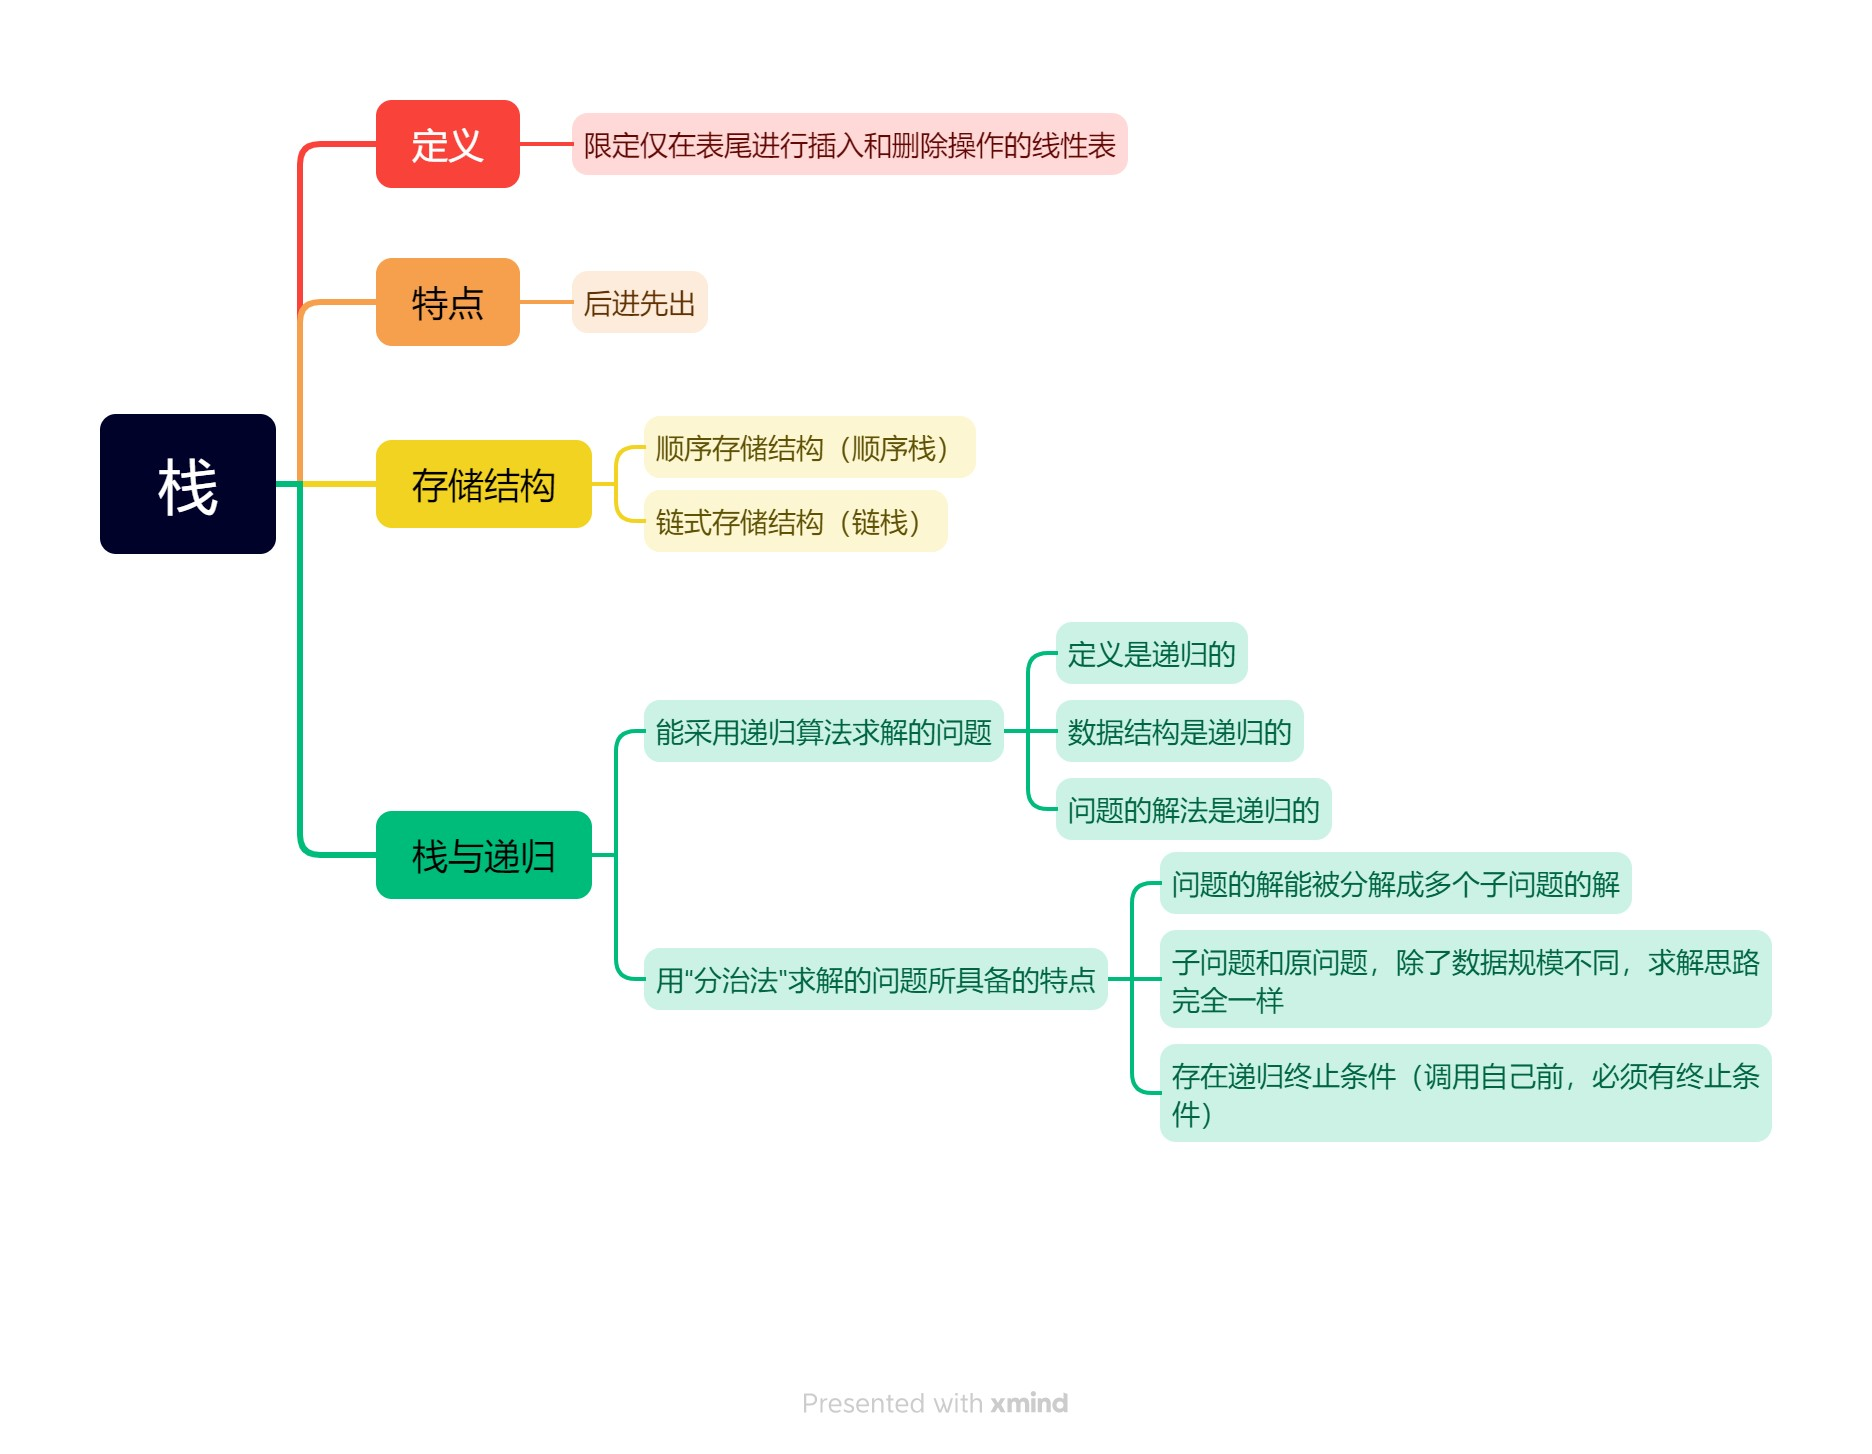 栈
定义
限定仅在表尾进行插入和删除操作的线性表
特点
后进先出
存储结构
顺序存储结构（顺序栈）
链式存储结构（链栈）
栈与递归
能采用递归算法求解的问题
定义是递归的
数据结构是递归的
问题的解法是递归的
用“分治法"求解的问题所具备的特点
问题的解能被分解成多个子问题的解
子问题和原问题，除了数据规模不同，求解思路
完全一样
存在递归终止条件（调用自己前，必须有终止条
件）
Presented with xmind